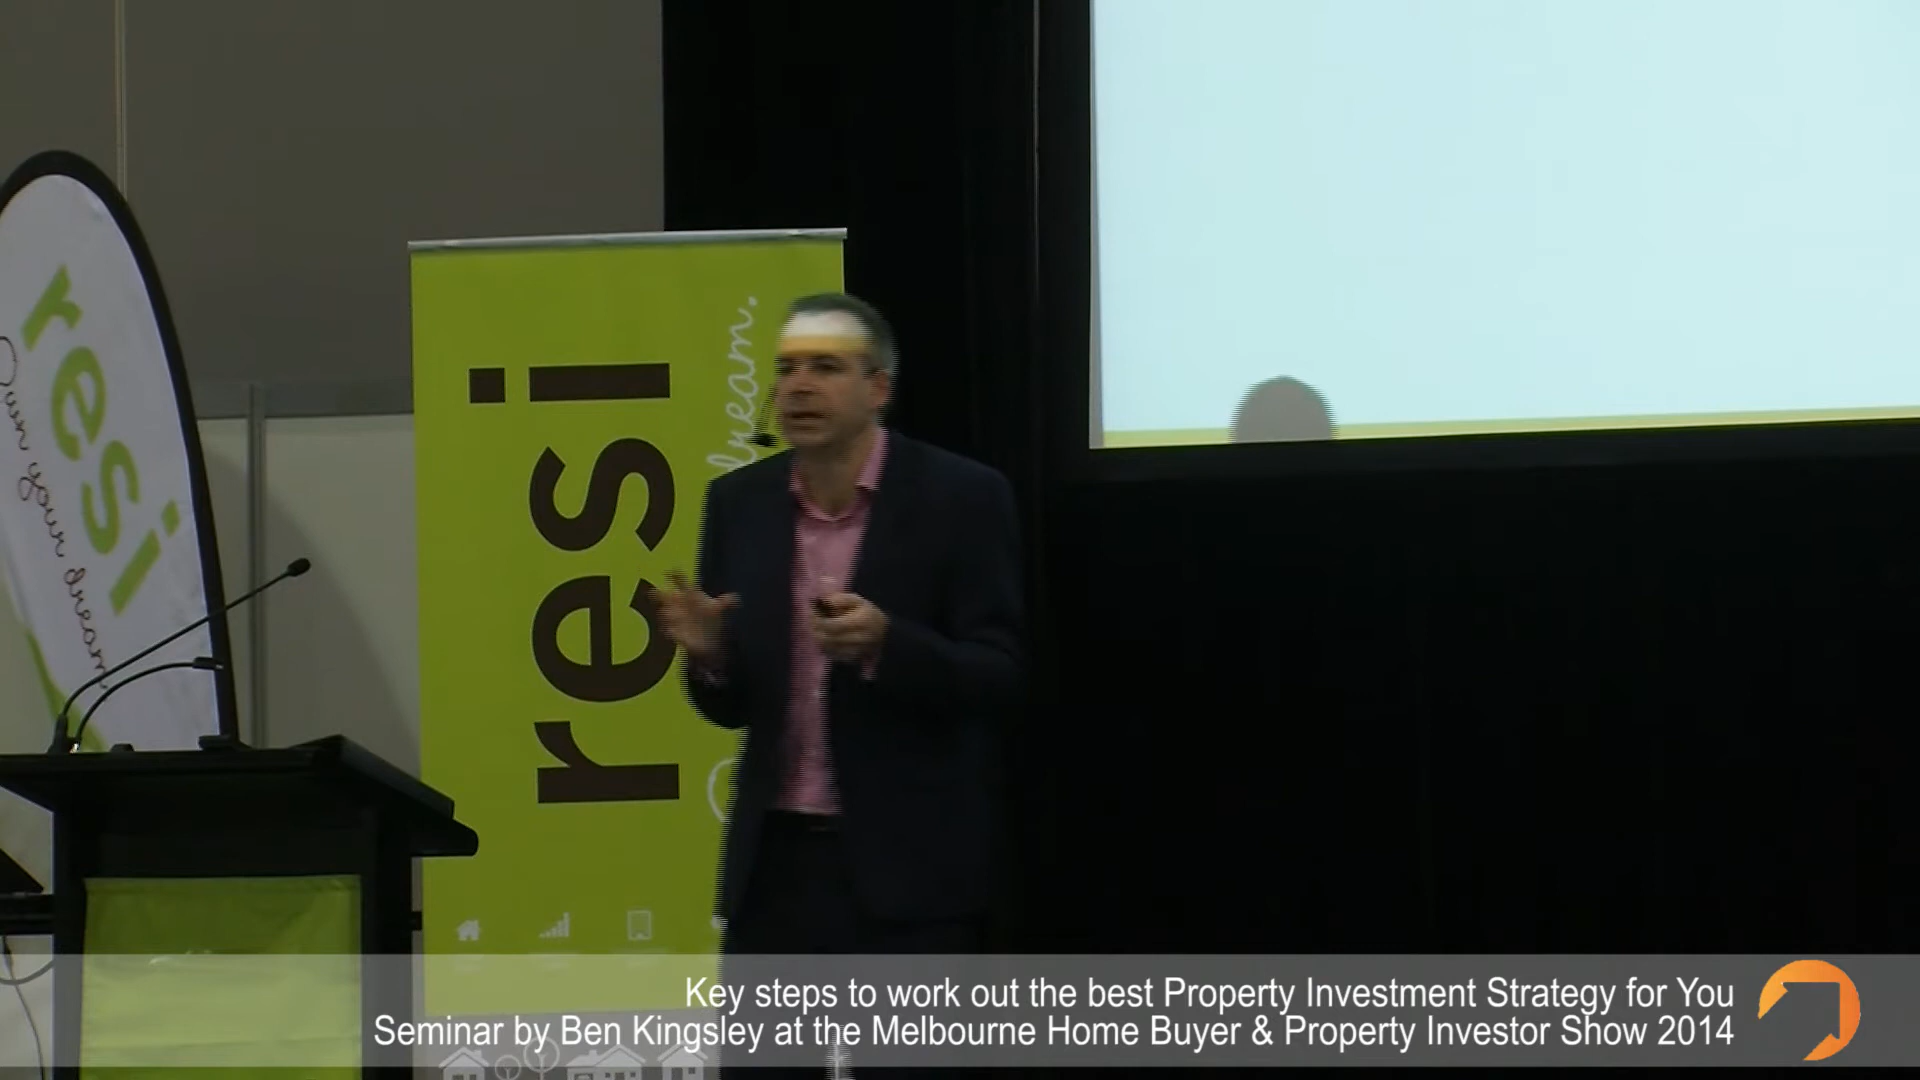 resi
Own your dream
resi
dream.
Key steps to work out the best Property Investment Strategy for You
Seminar by Ben Kingsley at the Melbourne Home Buyer & Property Investor Show 2014